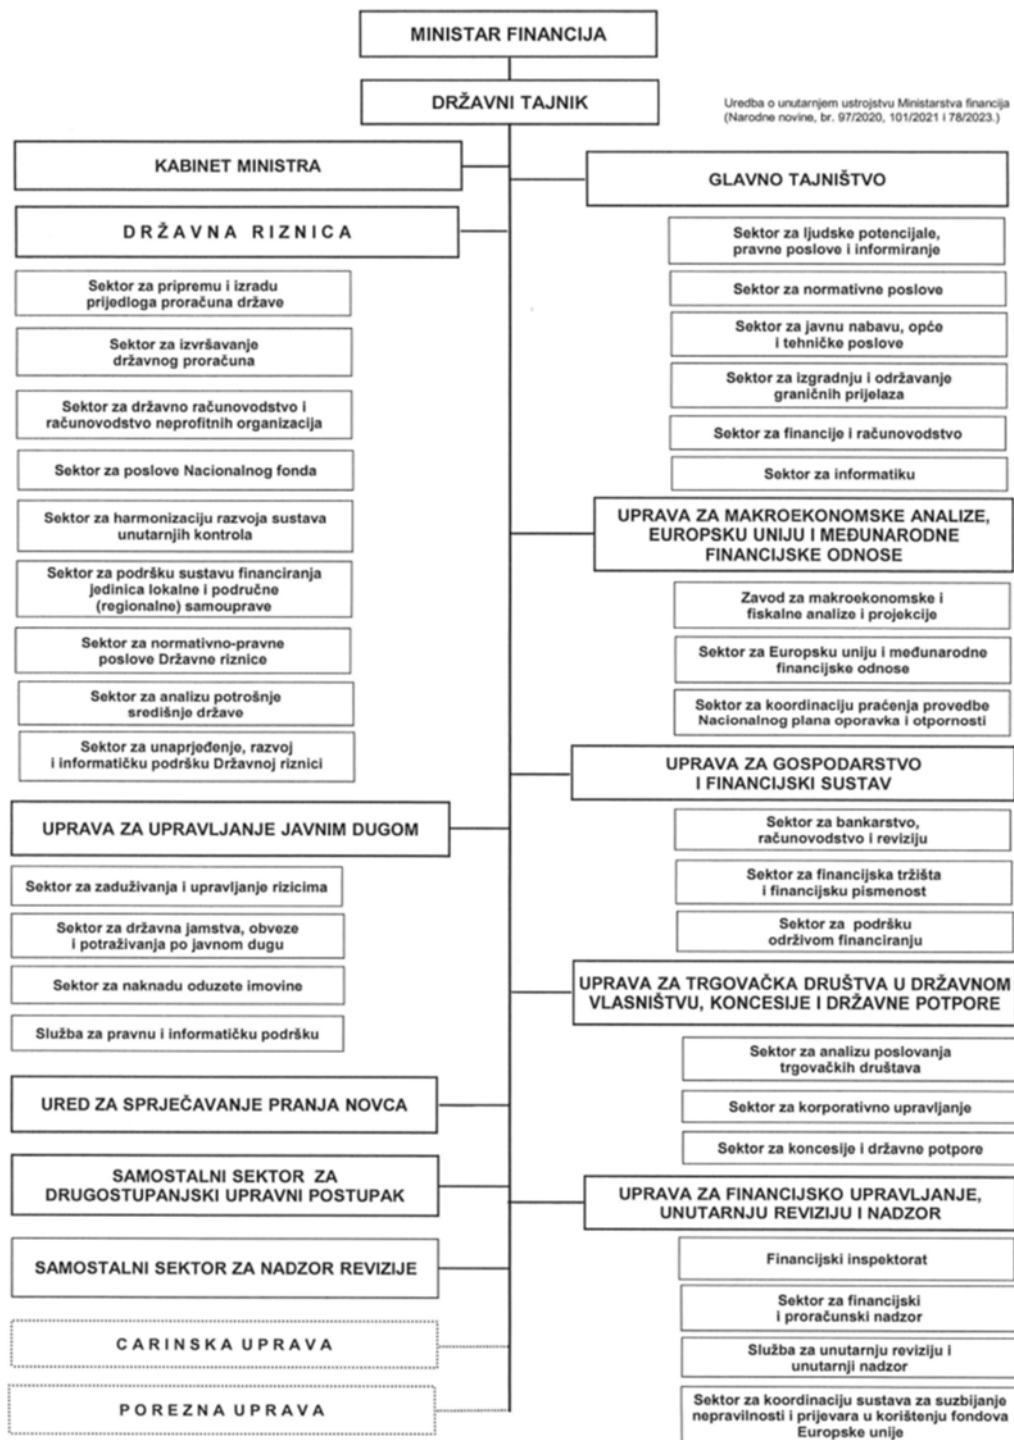 MINISTAR FINANCIJA
DRŽAVNI TAJNIK
Uredba o unutarnjem ustrojstvu Ministarstva financija
(Narodne novine, br. 97/2020, 101/2021 i 78/2023.)
KABINET MINISTRA
DRŽAVNA RIZNICA
Sektor za pripremu i izradu
prijedloga proračuna države
Sektor za izvršavanje
državnog proračuna
Sektor za državno računovodstvo i
računovodstvo neprofitnih organizacija
Sektor za poslove Nacionalnog fonda
Sektor za harmonizaciju razvoja sustava
unutarnjih kontrola
Sektor za podršku sustavu financiranja
jedinica lokalne i područne
(regionalne) samouprave
Sektor za normativno-pravne
poslove Državne riznice
Sektor za analizu potrošnje
središnje države
Sektor za unaprjeđenje, razvoj
i informatičku podršku Državnoj riznici
UPRAVA ZA UPRAVLJANJE JAVNIM DUGOM
Sektor za zaduživanja i upravljanje rizicima
Sektor za državna jamstva, obveze
i potraživanja po javnom dugu
Sektor za naknadu oduzete imovine
Služba za pravnu i informatičku podršku
URED ZA SPRJEČAVANJE PRANJA NOVCA
SAMOSTALNI SEKTOR ZA
DRUGOSTUPANJSKI UPRAVNI POSTUPAK
SAMOSTALNI SEKTOR ZA NADZOR REVIZIJE
CARINSKA UPRAVA
POREZNA UPRAVA
GLAVNO TAJNIŠTVO
Sektor za ljudske potencijale,
pravne poslove i informiranje
Sektor za normativne poslove
Sektor za javnu nabavu, opće
i tehničke poslove
Sektor za izgradnju i održavanje
graničnih prijelaza
Sektor za financije i računovodstvo
Sektor za informatiku
UPRAVA ZA MAKROEKONOMSKE ANALIZE,
EUROPSKU UNIJU I MEĐUNARODNE
FINANCIJSKE ODNOSE
Zavod za makroekonomske i
fiskalne analize i projekcije
Sektor za Europsku uniju i međunarodne
financijske odnose
Sektor za koordinaciju praćenja provedbe
Nacionalnog plana oporavka i otpornosti
UPRAVA ZA GOSPODARSTVO
I FINANCIJSKI SUSTAV
Sektor za bankarstvo,
računovodstvo i reviziju
Sektor za financijska tržišta
i financijsku pismenost
Sektor za podršku
održivom financiranju
UPRAVA ZA TRGOVAČKA DRUŠTVA U DRŽAVNOM
VLASNIŠTVU, KONCESIJE I DRŽAVNE POTPORE
Sektor za analizu poslovanja
trgovačkih društava
Sektor za korporativno upravljanje
Sektor za koncesije i državne potpore
UPRAVA ZA FINANCIJSKO UPRAVLJANJE,
UNUTARNJU REVIZIJU I NADZOR
Financijski inspektorat
Sektor za financijski
i proračunski nadzor
Služba za unutarnju reviziju i
unutarnji nadzor
Sektor za koordinaciju sustava za suzbijanje
nepravilnosti i prijevara u korištenju fondova
Europske unije